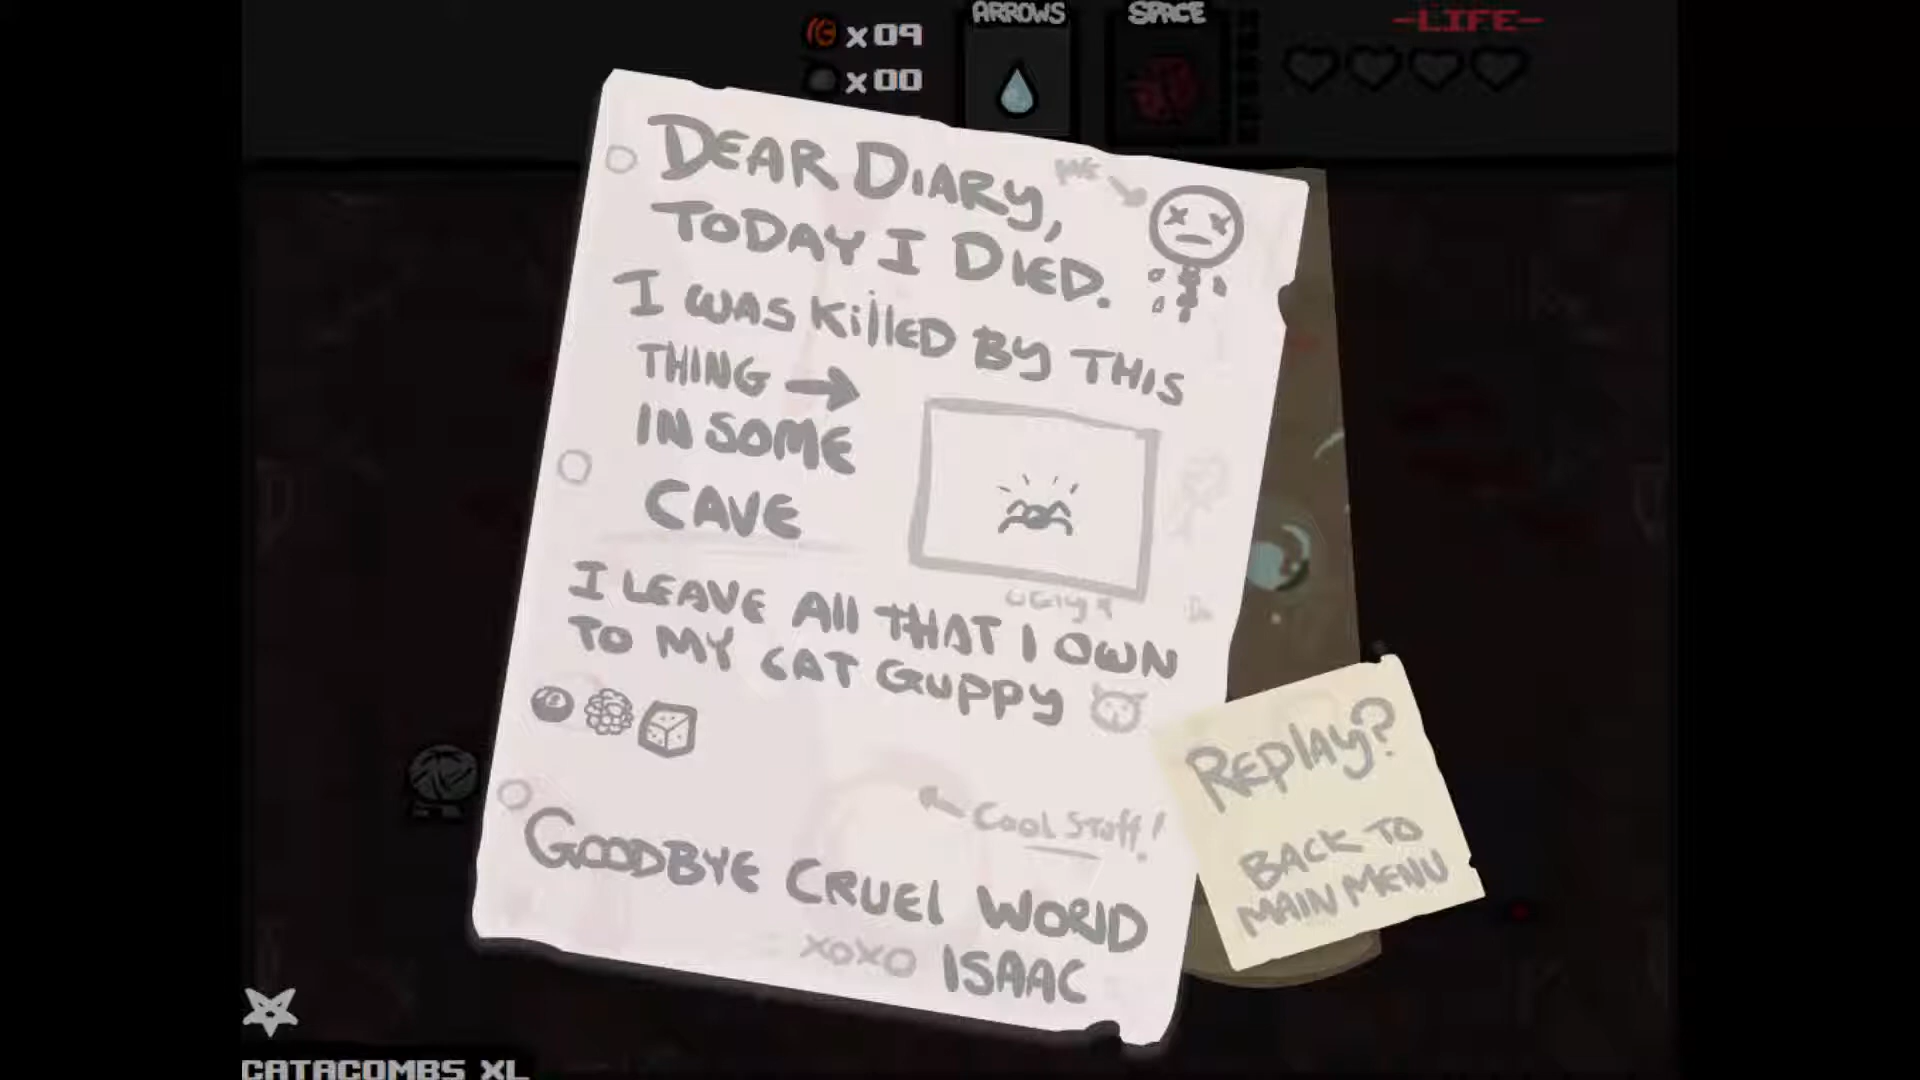 x09
x00
ARROWS
SPACE
-LIFE-
DEAR DIARY,
ME
TODAY I DIED.
I WAS KILLED BY THIS
THING →
IN SOME
CAVE
UGLY
I LEAVE All THAT I OWN
TO MY CAT GUPPY
COOL STUFF!
GOODBYE CRUEL WORLD
XOXO ISAAC
REPLAY?
BACK TO
MAIN MENU
CATACOMBS XL